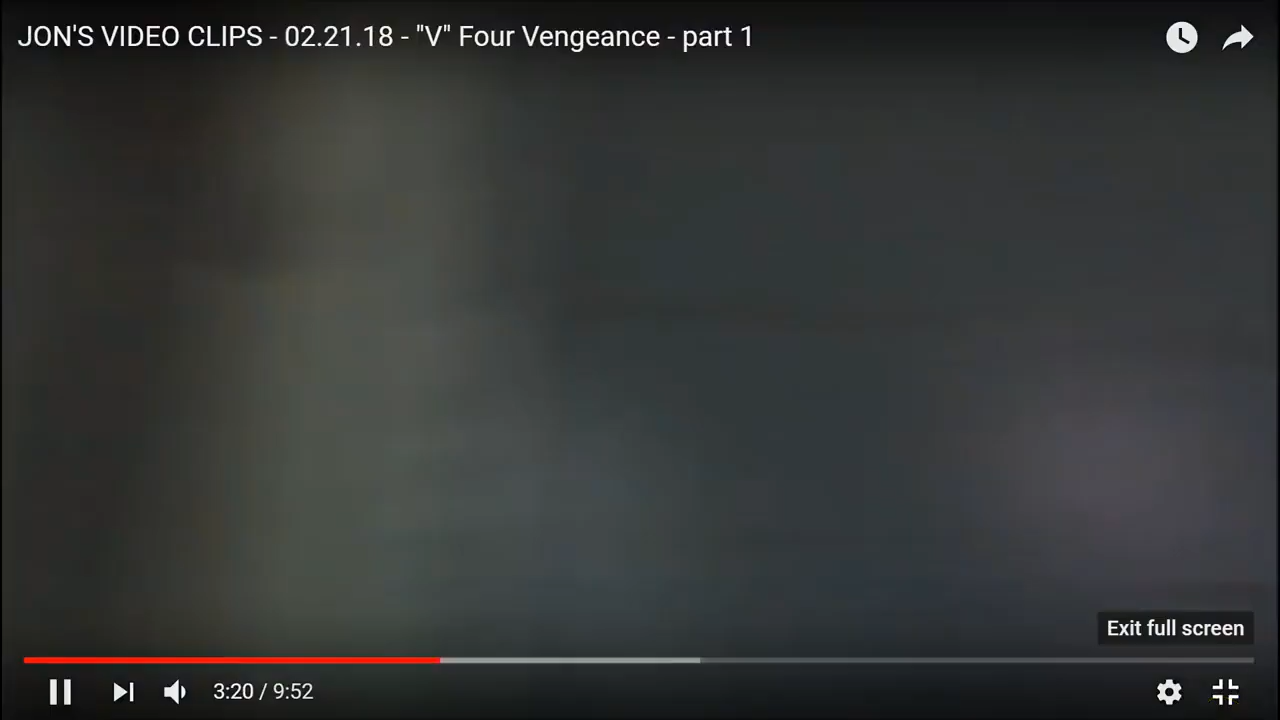 JON'S VIDEO CLIPS - 02.21.18 - "V" Four Vengeance - part 1
Exit full screen
3:20 / 9:52